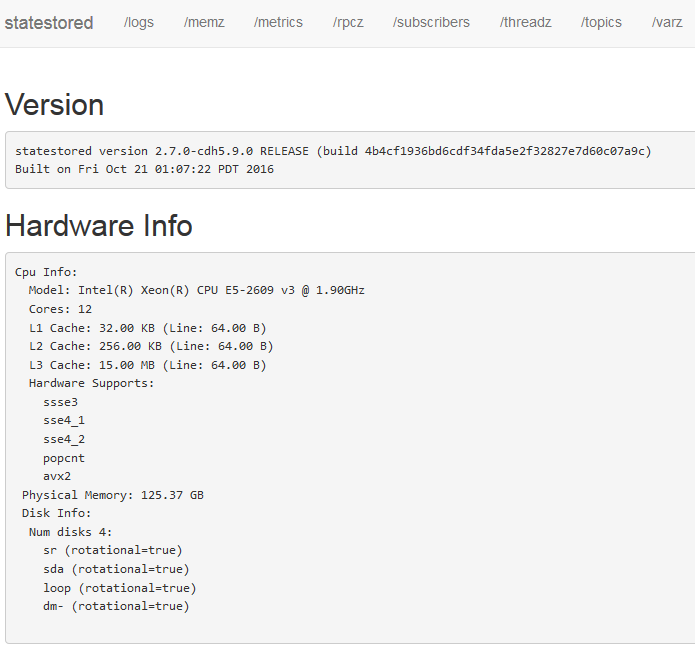 statestored /logs /memz /metrics /rpcz /subscribers /threadz /topics /varz
Version
statestored version 2.7.0-cdh5.9.0 RELEASE (build 4b4cf1936bd6cdf34fda5e2f32827e7d60c07a9c)
Built on Fri Oct 21 01:07:22 PDT 2016
Hardware Info
Cpu Info:
Model: Intel(R) Xeon(R) CPU E5-2609 v3 @ 1.90GHz
Cores: 12
L1 Cache: 32.00 KB (Line: 64.00 B)
L2 Cache: 256.00 KB (Line: 64.00 B)
L3 Cache: 15.00 MB (Line: 64.00 B)
Hardware Supports:
ssse3
sse4_1
sse4_2
popcnt
avx2
Physical Memory: 125.37 GB
Disk Info:
Num disks 4:
sr (rotational=true)
sda (rotational=true)
loop (rotational=true)
dm- (rotational=true)